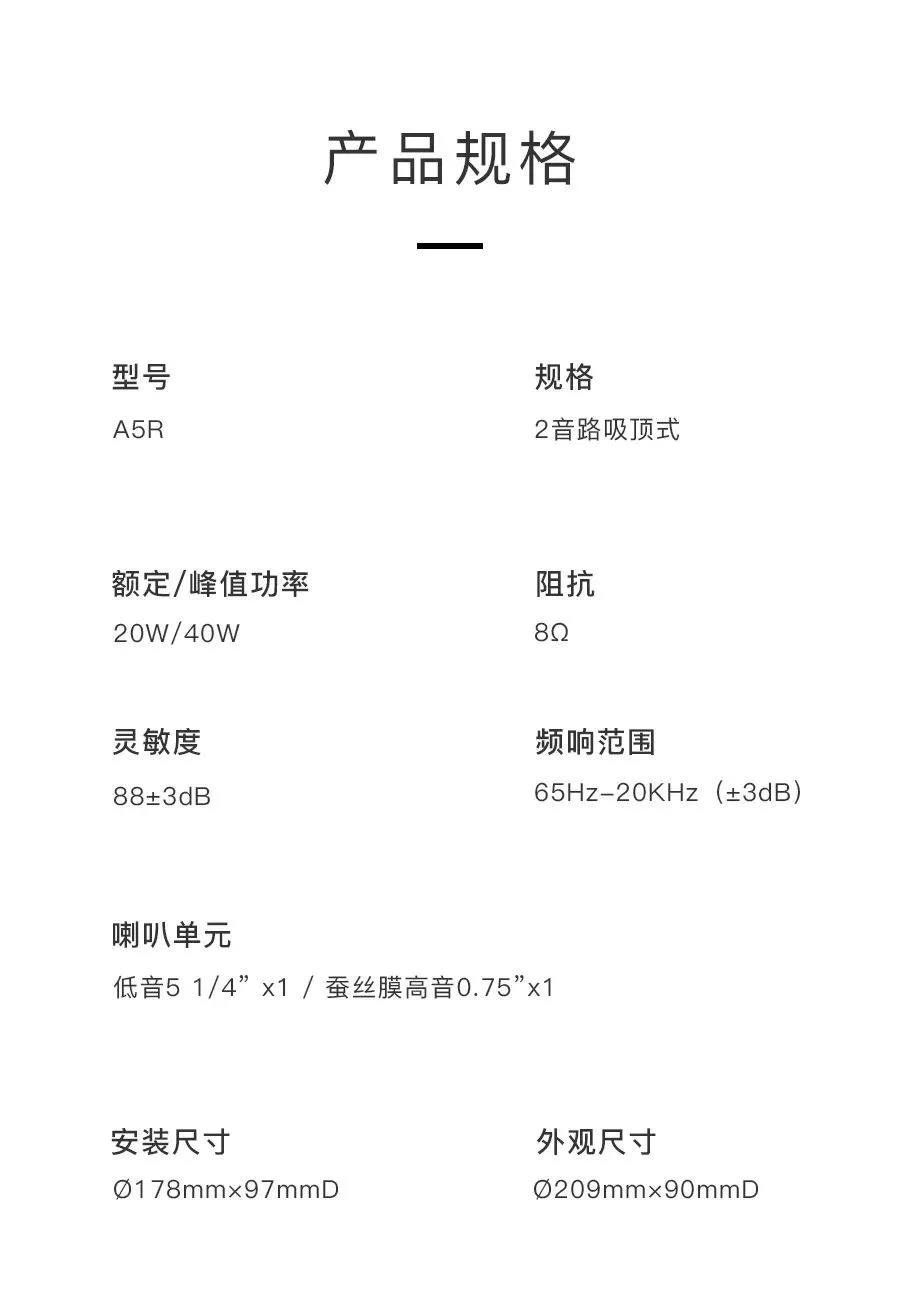 产品规格
型号
规格
A5R
2音路吸顶式
额定/峰值功率
阻抗
20W/40W
8Ω
灵敏度
频响范围
88±3dB
65Hz-20KHz（±3dB）
喇叭单元
低音5 1/4” x1 / 蚕丝膜高音0.75”x1
安装尺寸
外观尺寸
Ø178mm×97mmD
Ø209mm×90mmD